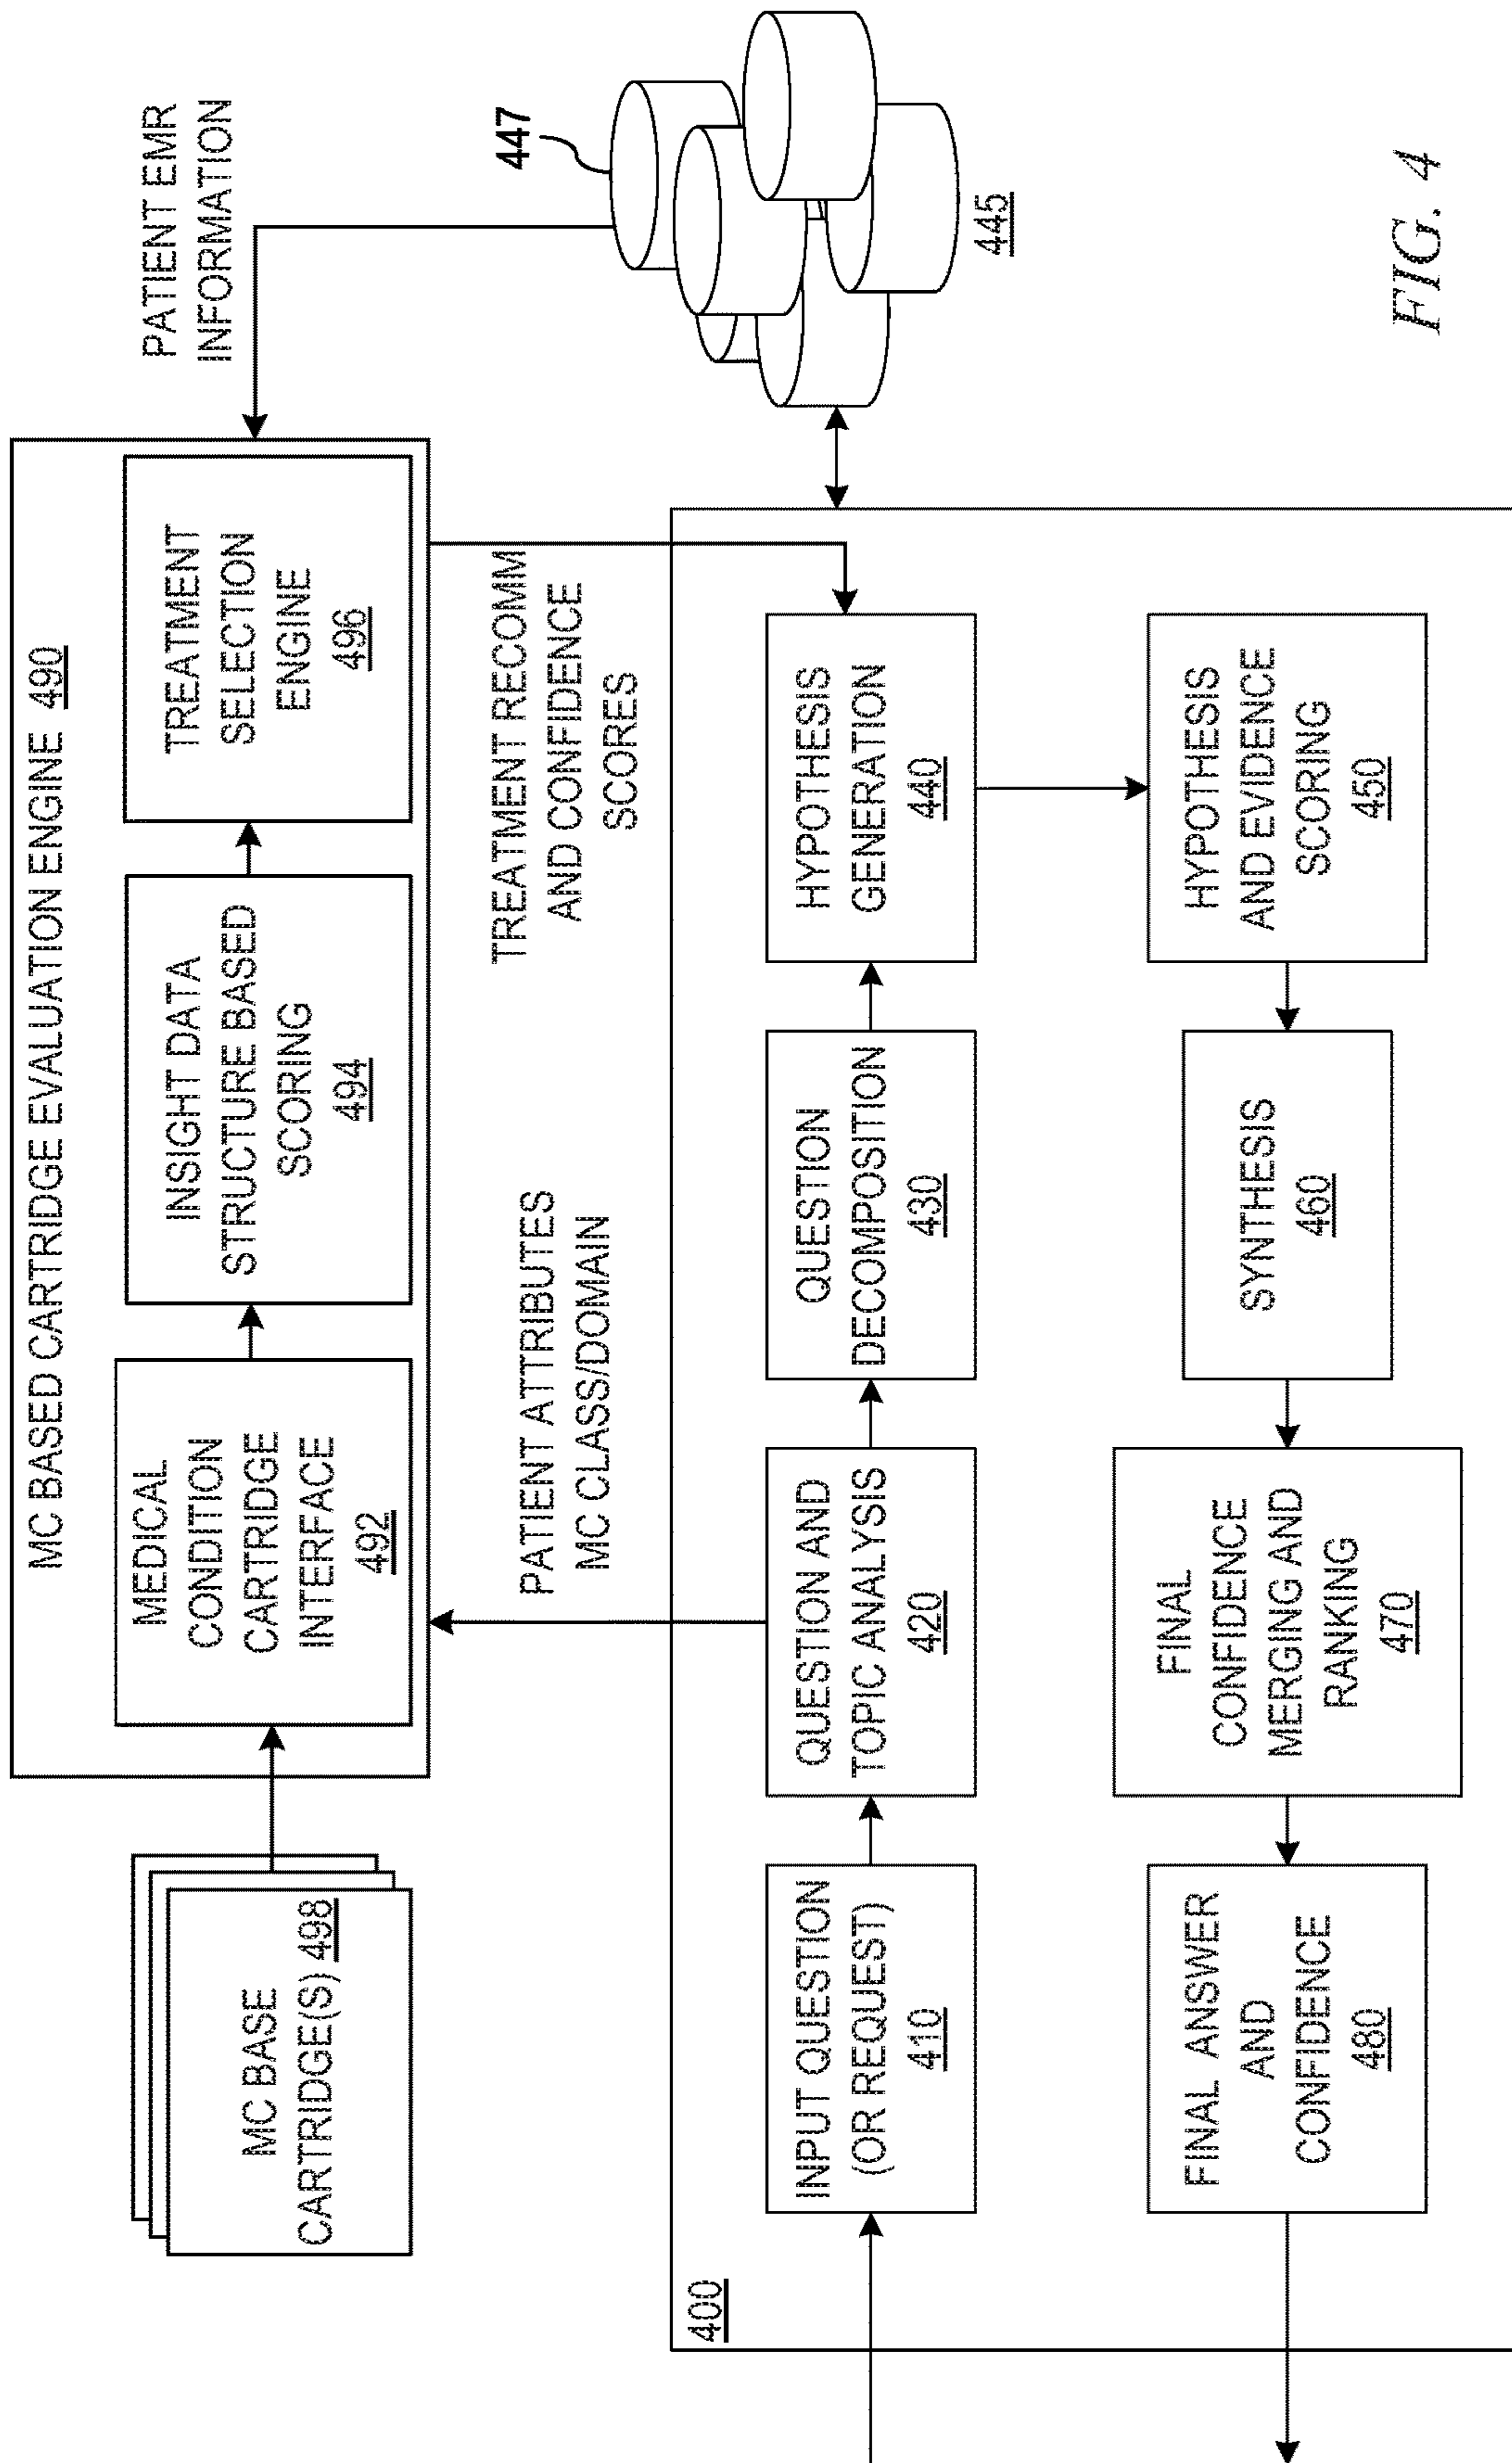 MC BASED CARTRIDGE EVALUATION ENGINE 490
MC BASE
CARTRIDGE(S) 498
MEDICAL
CONDITION
CARTRIDGE
INTERFACE
492
INSIGHT DATA
STRUCTURE BASED
SCORING
494
TREATMENT
SELECTION
ENGINE
496
PATIENT EMR
INFORMATION
PATIENT ATTRIBUTES
MC CLASS/DOMAIN
TREATMENT RECOMM
AND CONFIDENCE
SCORES
447
445
400
INPUT QUESTION
(OR REQUEST)
410
QUESTION AND
TOPIC ANALYSIS
420
QUESTION
DECOMPOSITION
430
HYPOTHESIS
GENERATION
440
FINAL ANSWER
AND
CONFIDENCE
480
FINAL
CONFIDENCE
MERGING AND
RANKING
470
SYNTHESIS
460
HYPOTHESIS
AND EVIDENCE
SCORING
450
FIG. 4